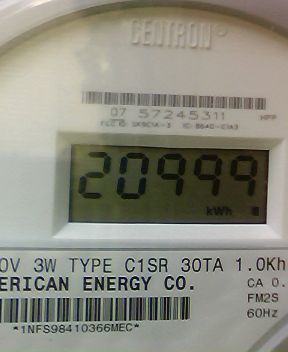 CENTRON®
07 57245311
HPP
20999
kWh
0V 3W TYPE C1SR 30TA 1.0Kh
ERICAN ENERGY CO.
CA 0.
FM2S
60Hz
*1NFS98410366MEC*